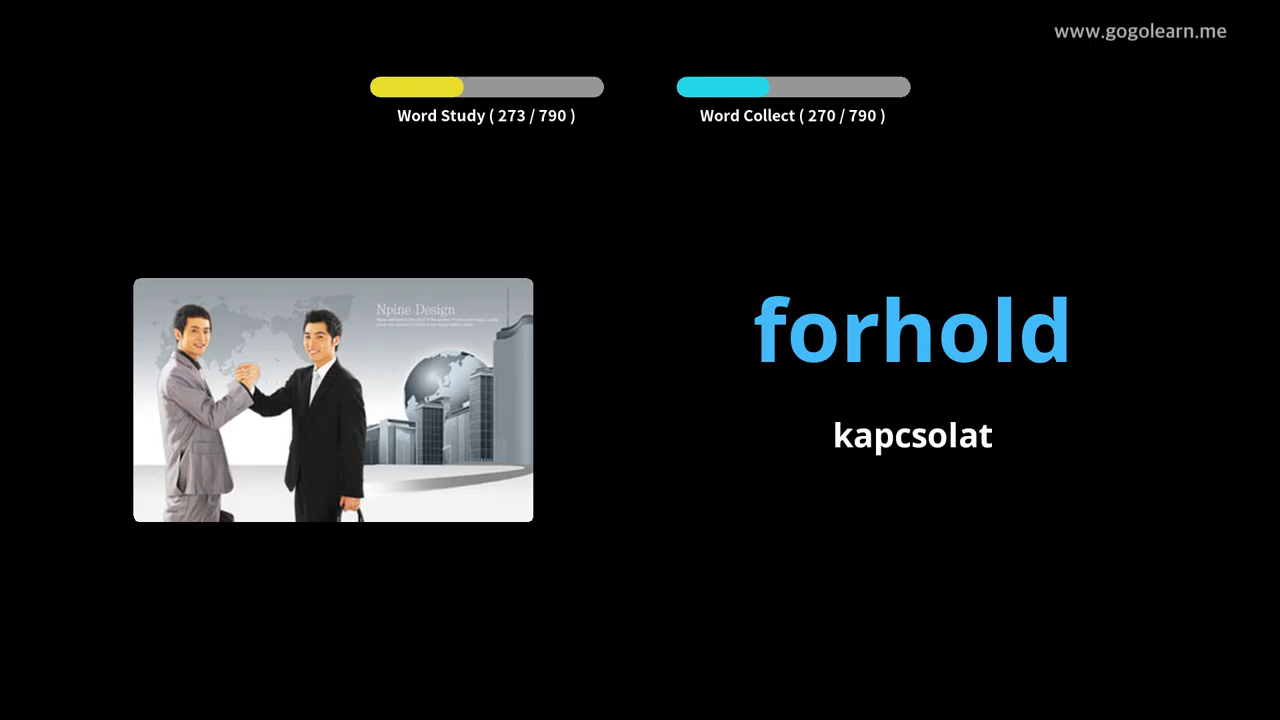 www.gogolearn.me
Word Study ( 273 / 790 )
Word Collect ( 270 / 790 )
Npine Design
forhold
kapcsolat